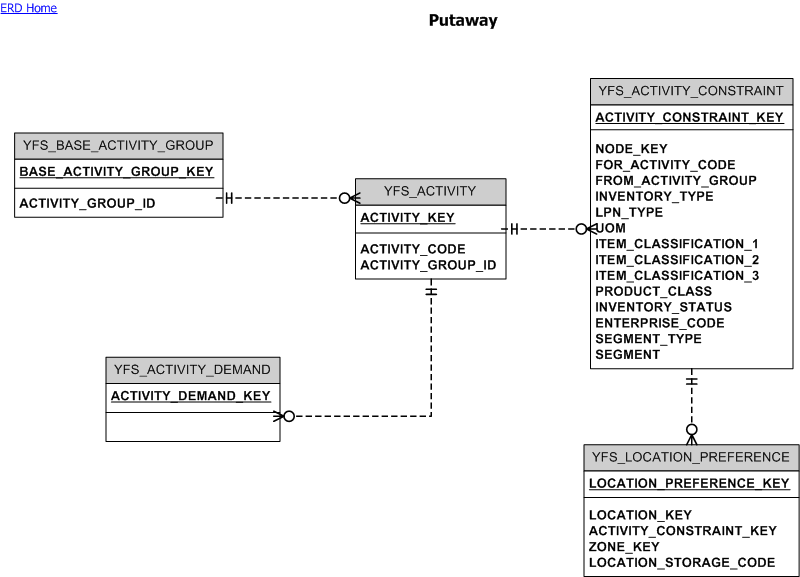 ERD Home
Putaway
YFS_BASE_ACTIVITY_GROUP
BASE_ACTIVITY_GROUP_KEY
ACTIVITY_GROUP_ID
YFS_ACTIVITY
ACTIVITY_KEY
ACTIVITY_CODE
ACTIVITY_GROUP_ID
YFS_ACTIVITY_CONSTRAINT
ACTIVITY_CONSTRAINT_KEY
NODE_KEY
FOR_ACTIVITY_CODE
FROM_ACTIVITY_GROUP
INVENTORY_TYPE
LPN_TYPE
UOM
ITEM_CLASSIFICATION_1
ITEM_CLASSIFICATION_2
ITEM_CLASSIFICATION_3
PRODUCT_CLASS
INVENTORY_STATUS
ENTERPRISE_CODE
SEGMENT_TYPE
SEGMENT
YFS_ACTIVITY_DEMAND
ACTIVITY_DEMAND_KEY
YFS_LOCATION_PREFERENCE
LOCATION_PREFERENCE_KEY
LOCATION_KEY
ACTIVITY_CONSTRAINT_KEY
ZONE_KEY
LOCATION_STORAGE_CODE